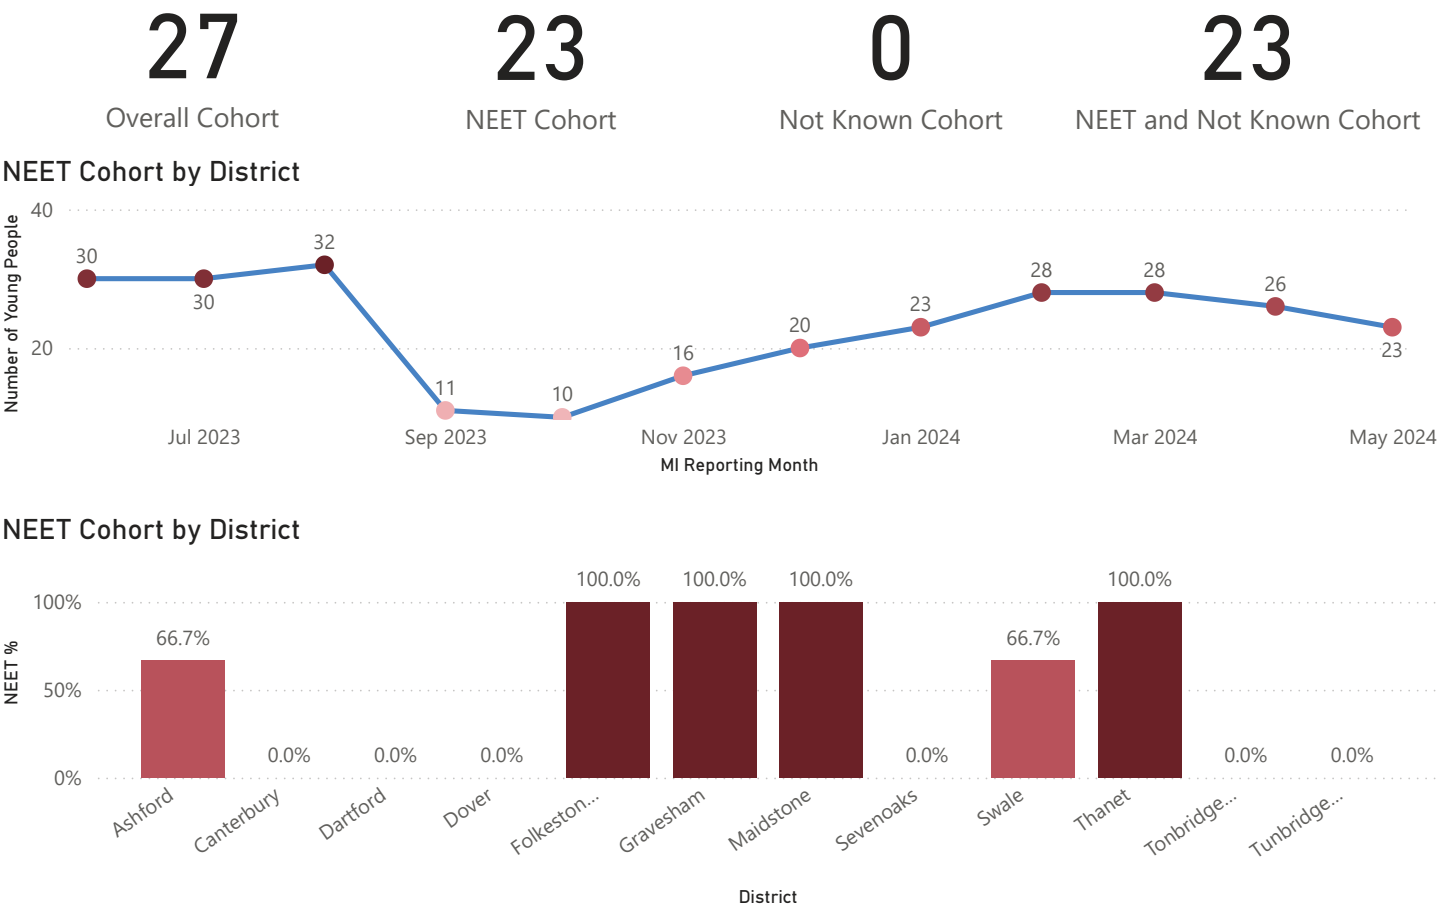 27
23
0
23
Overall Cohort
NEET Cohort
Not Known Cohort
NEET and Not Known Cohort
NEET Cohort by District
Number of Young People
40
20
30
30
32
11
10
16
20
23
28
28
26
23
Jul 2023
Sep 2023
Nov 2023
Jan 2024
Mar 2024
May 2024
MI Reporting Month
NEET Cohort by District
NEET %
100%
50%
0%
66.7%
0.0%
0.0%
0.0%
100.0%
100.0%
100.0%
0.0%
66.7%
100.0%
0.0%
0.0%
Ashford
Canterbury
Dartford
Dover
Folkeston...
Gravesham
Maidstone
Sevenoaks
Swale
Thanet
Tonbridge...
Tunbridge...
District